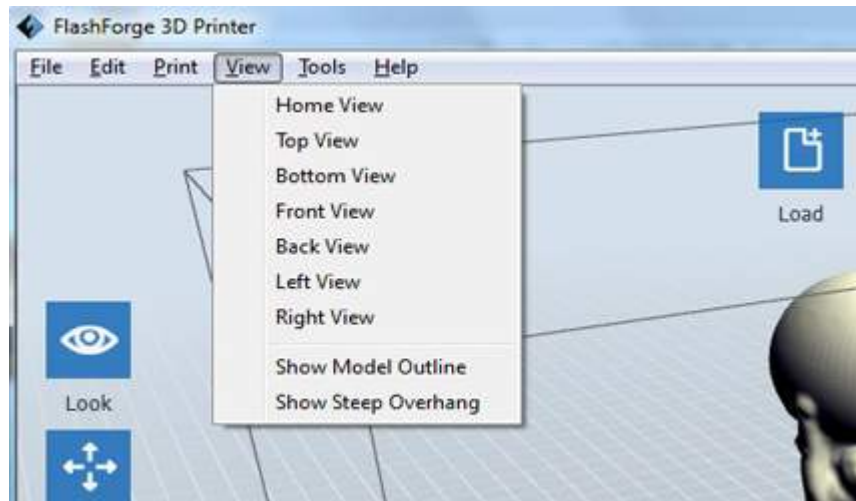 FlashForge 3D Printer
File Edit Print View Tools Help
Home View
Top View
Bottom View
Front View
Back View
Left View
Right View
Show Model Outline
Show Steep Overhang
Load
Look